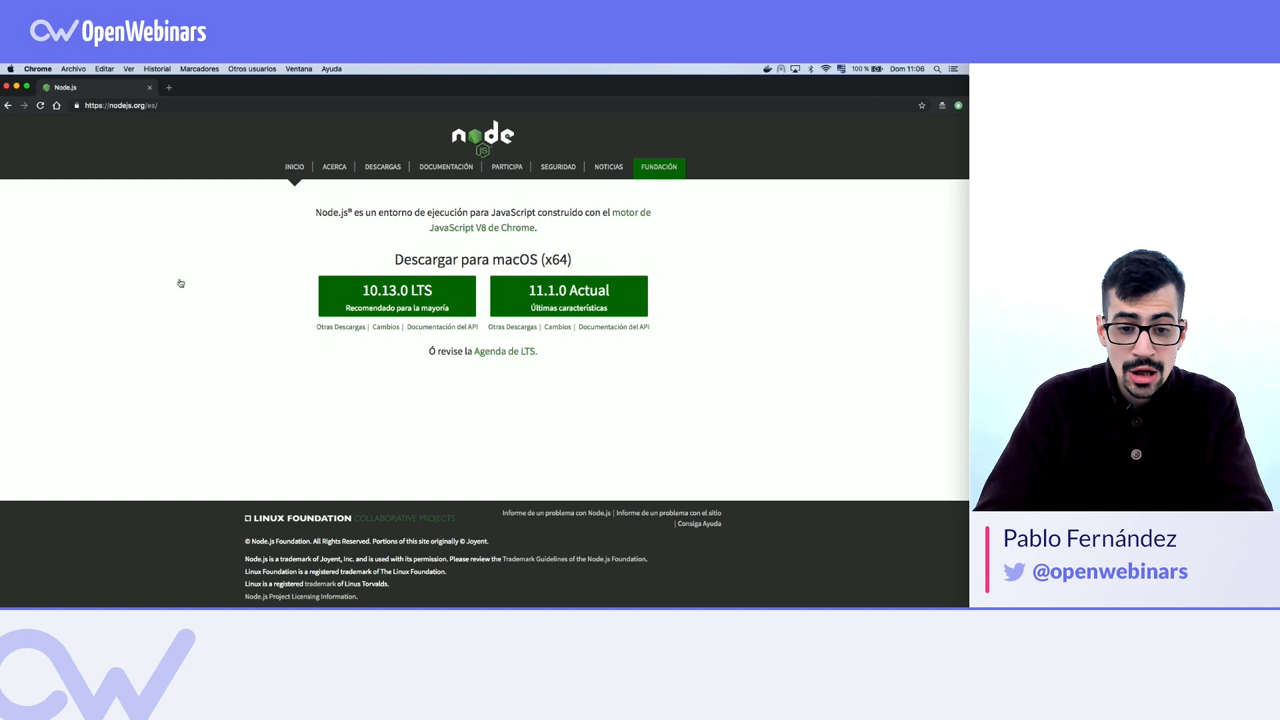 OpenWebinars
Chrome Archivo Editar Ver Historial Marcadores Otros usuarios Ventana Ayuda 100 % Dom 11:06
Node.js
https://nodejs.org/es/
node
JS
INICIO | ACERCA | DESCARGAS | DOCUMENTACIÓN | PARTICIPA | SEGURIDAD | NOTICIAS | FUNDACIÓN
Node.js® es un entorno de ejecución para JavaScript construido con el motor de
JavaScript V8 de Chrome.
Descargar para macOS (x64)
10.13.0 LTS
Recomendado para la mayoría
11.1.0 Actual
Últimas características
Otras Descargas | Cambios | Documentación del API
Otras Descargas | Cambios | Documentación del API
Ó revise la Agenda de LTS.
LINUX FOUNDATION COLLABORATIVE PROJECTS
Informe de un problema con Node.js | Informe de un problema con el sitio
| Consiga Ayuda
© Node.js Foundation. All Rights Reserved. Portions of this site originally © Joyent.
Node.js is a trademark of Joyent, Inc. and is used with its permission. Please review the Trademark Guidelines of the Node.js Foundation.
Linux Foundation is a registered trademark of The Linux Foundation.
Linux is a registered trademark of Linus Torvalds.
Node.js Project Licensing Information.
Pablo Fernández
@openwebinars